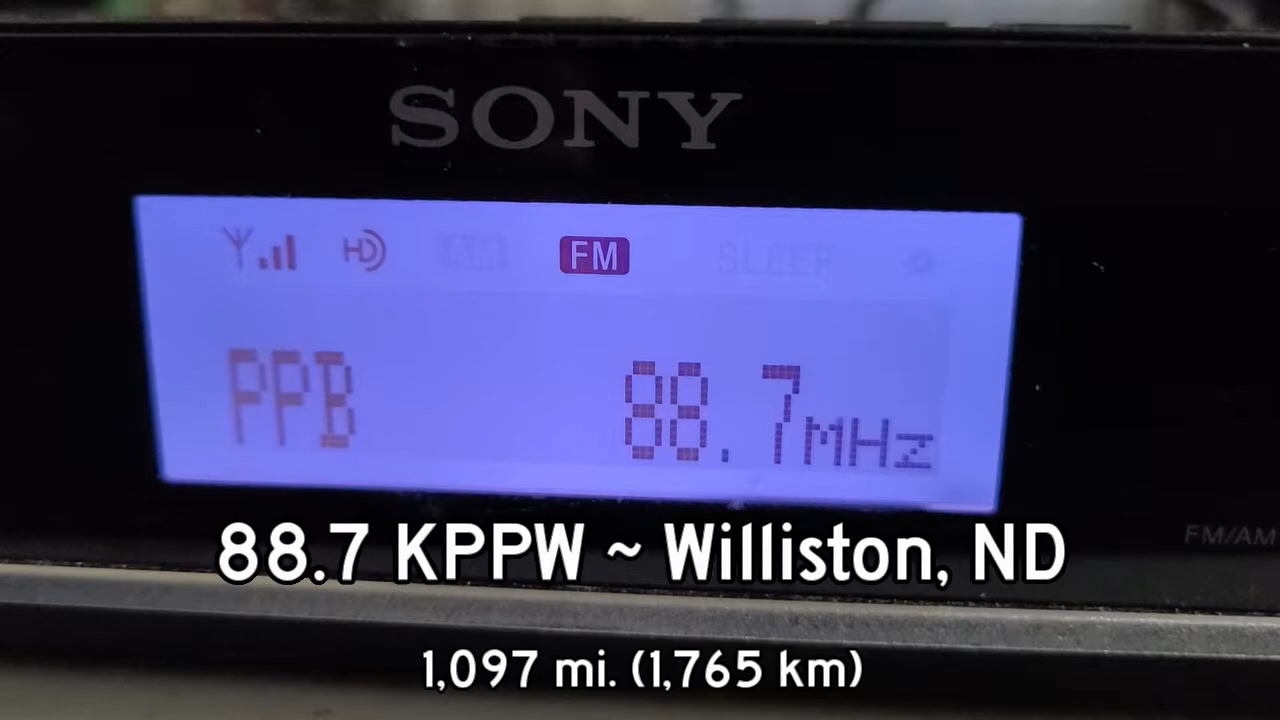 SONY
HD FM SLEEP
PPB 88.7 MHz
FM/AM
88.7 KPPW ~ Williston, ND
1,097 mi. (1,765 km)